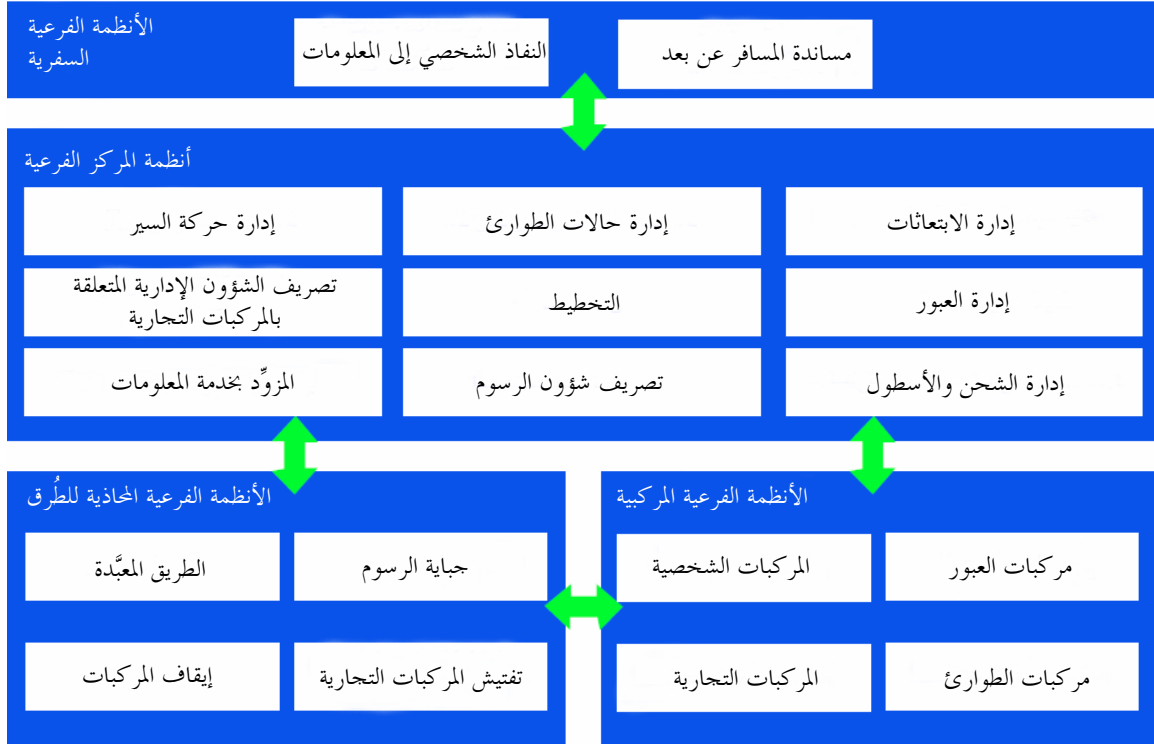 الأنظمة الفرعية
السفرية
مساندة المسافر عن بعد
النفاذ الشخصي إلى المعلومات
أنظمة المركز الفرعية
إدارة الابتعاثات
إدارة حالات الطوارئ
إدارة حركة السير
إدارة العبور
التخطيط
تصريف الشؤون الإدارية المتعلقة
بالمركبات التجارية
إدارة الشحن والأسطول
تصريف شؤون الرسوم
المزوِّد بخدمة المعلومات
الأنظمة الفرعية المركبية
مركبات العبور
المركبات الشخصية
مركبات الطوارئ
المركبات التجارية
الأنظمة الفرعية المحاذية للطُرق
جباية الرسوم
الطريق المعبَّدة
تفتيش المركبات التجارية
إيقاف المركبات